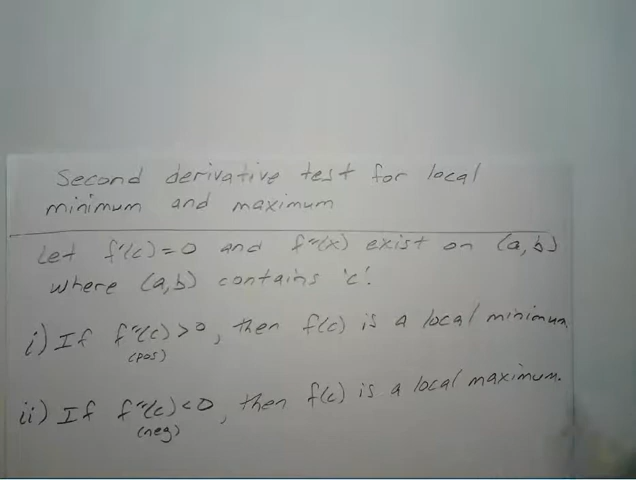 Second derivative test for local
minimum and maximum
Let f'(c)=0 and f"(x) exist on (a,b)
where (a,b) contains 'c'.
i) If f"(c)>0, then f(c) is a local minimum.
(pos)
ii) If f"(c)<0, then f(c) is a local maximum.
(neg)